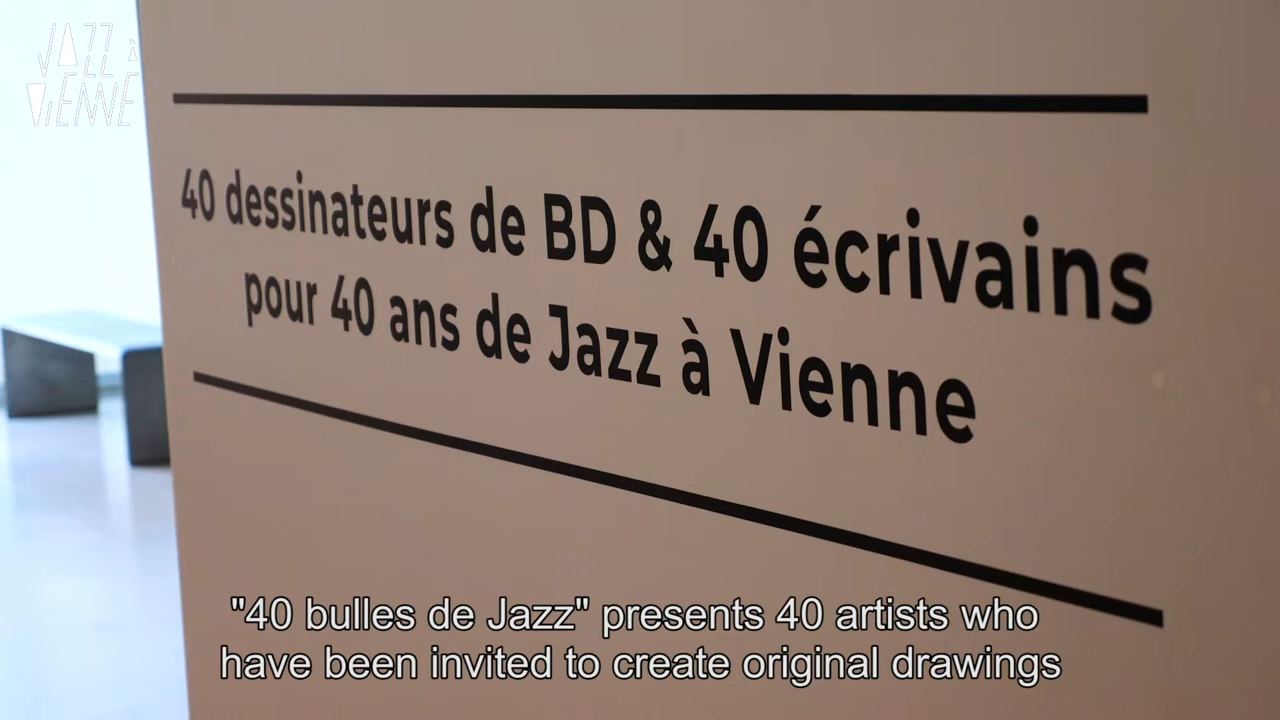 JAZZ À
VIENNE
40 dessinateurs de BD & 40 écrivains
pour 40 ans de Jazz à Vienne
"40 bulles de Jazz" presents 40 artists who
have been invited to create original drawings